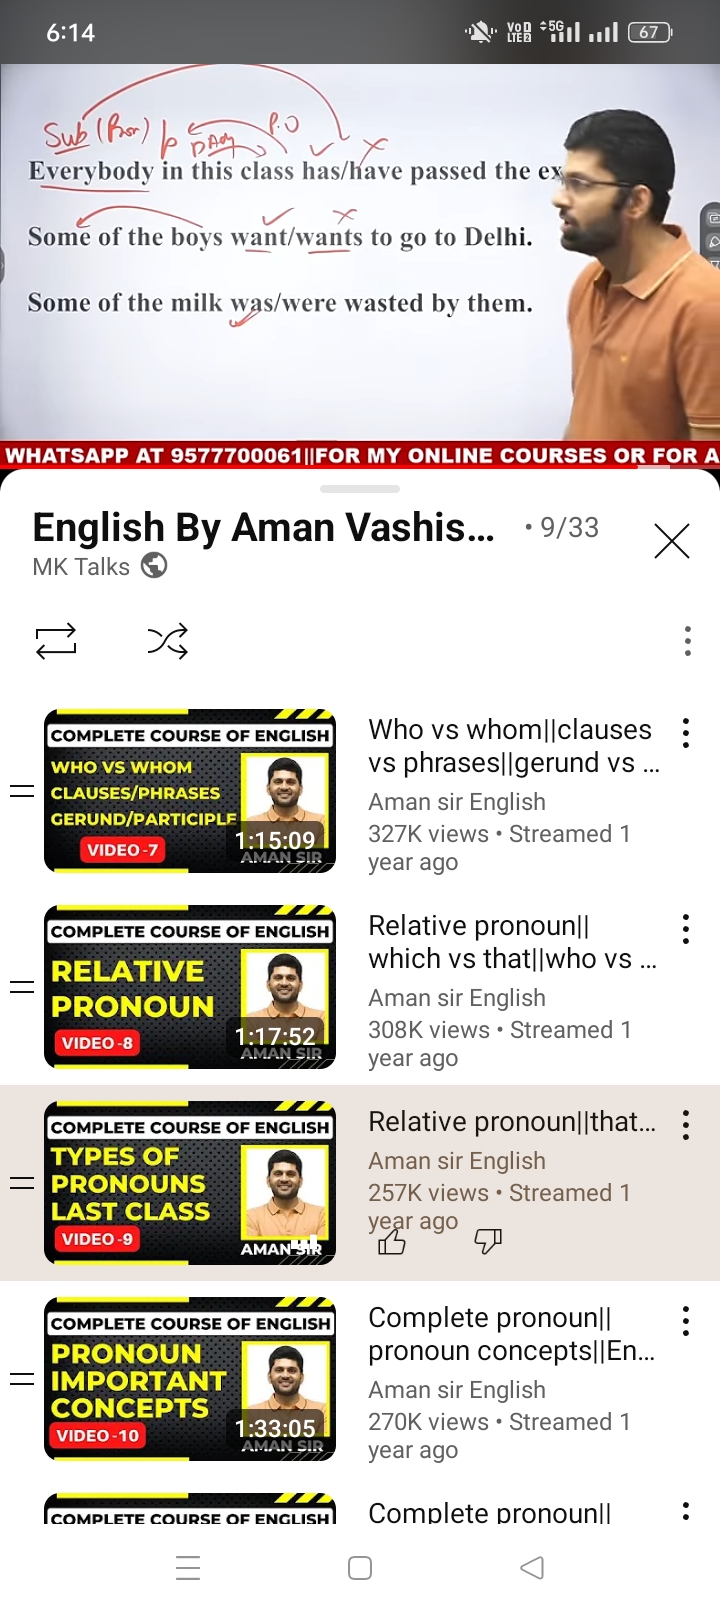 6:14
VoD LTE2 5G 67
Sub (Pron) P DAdj P.O
Everybody in this class has/have passed the ex
Some of the boys want/wants to go to Delhi.
Some of the milk was/were wasted by them.
WHATSAPP AT 9577700061||FOR MY ONLINE COURSES OR FOR A
English By Aman Vashis... • 9/33
MK Talks
COMPLETE COURSE OF ENGLISH
WHO VS WHOM
CLAUSES/PHRASES
GERUND/PARTICIPLE
VIDEO-7
1:15:09
AMAN SIR
Who vs whom||clauses
vs phrases||gerund vs ...
Aman sir English
327K views • Streamed 1
year ago
COMPLETE COURSE OF ENGLISH
RELATIVE
PRONOUN
VIDEO-8
1:17:52
AMAN SIR
Relative pronoun||
which vs that||who vs ...
Aman sir English
308K views • Streamed 1
year ago
COMPLETE COURSE OF ENGLISH
TYPES OF
PRONOUNS
LAST CLASS
VIDEO-9
AMAN SIR
Relative pronoun||that...
Aman sir English
257K views • Streamed 1
year ago
COMPLETE COURSE OF ENGLISH
PRONOUN
IMPORTANT
CONCEPTS
VIDEO-10
1:33:05
AMAN SIR
Complete pronoun||
pronoun concepts||En...
Aman sir English
270K views • Streamed 1
year ago
COMPLETE COURSE OF ENGLISH
Complete pronoun||